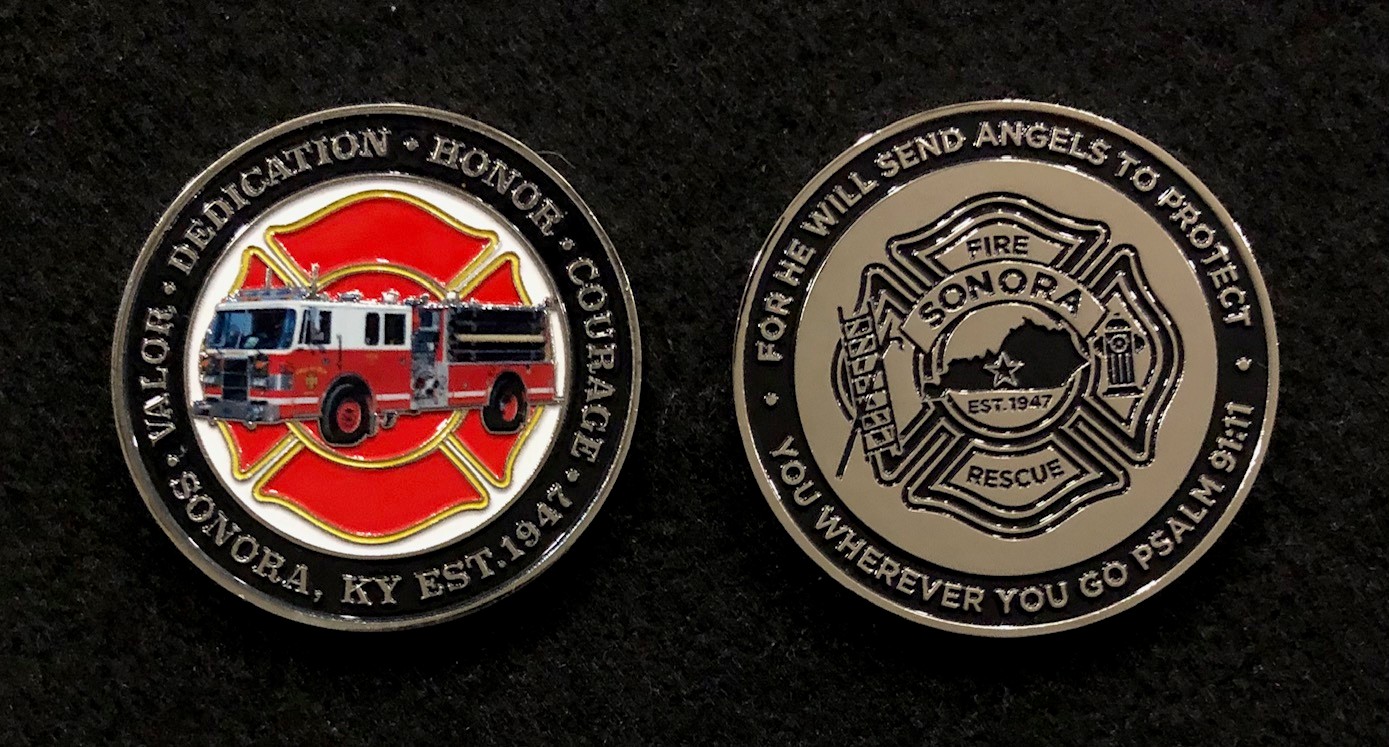 VALOR • DEDICATION • HONOR • COURAGE •
• SONORA, KY EST. 1947
FOR HE WILL SEND ANGELS TO PROTECT
• YOU WHEREVER YOU GO PSALM 91:11 •
FIRE
SONORA
EST. 1947
RESCUE